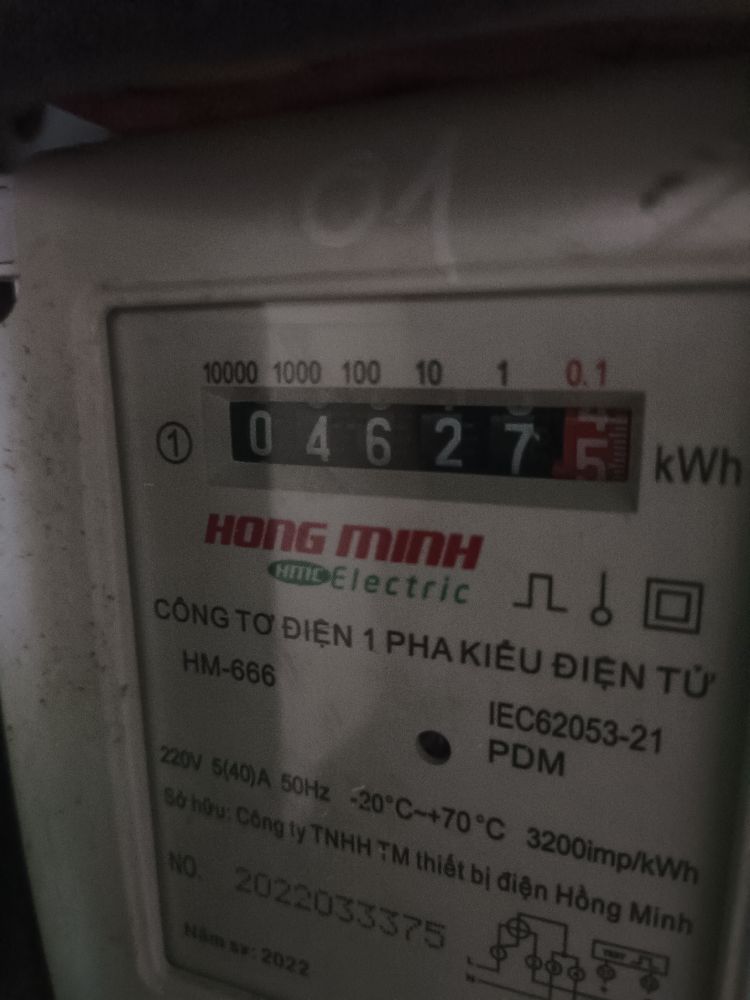 01
10000 1000 100 10 1 0.1
1 0 4 6 2 7 5 kWh
HONG MINH
HMIC Electric
CÔNG TƠ ĐIỆN 1 PHA KIỂU ĐIỆN TỬ
HM-666
IEC62053-21
PDM
220V 5(40)A 50Hz -20°C~+70°C 3200imp/kWh
Sở hữu: Công ty TNHH TM thiết bị điện Hồng Minh
NO. 2022033375
Năm sx: 2022